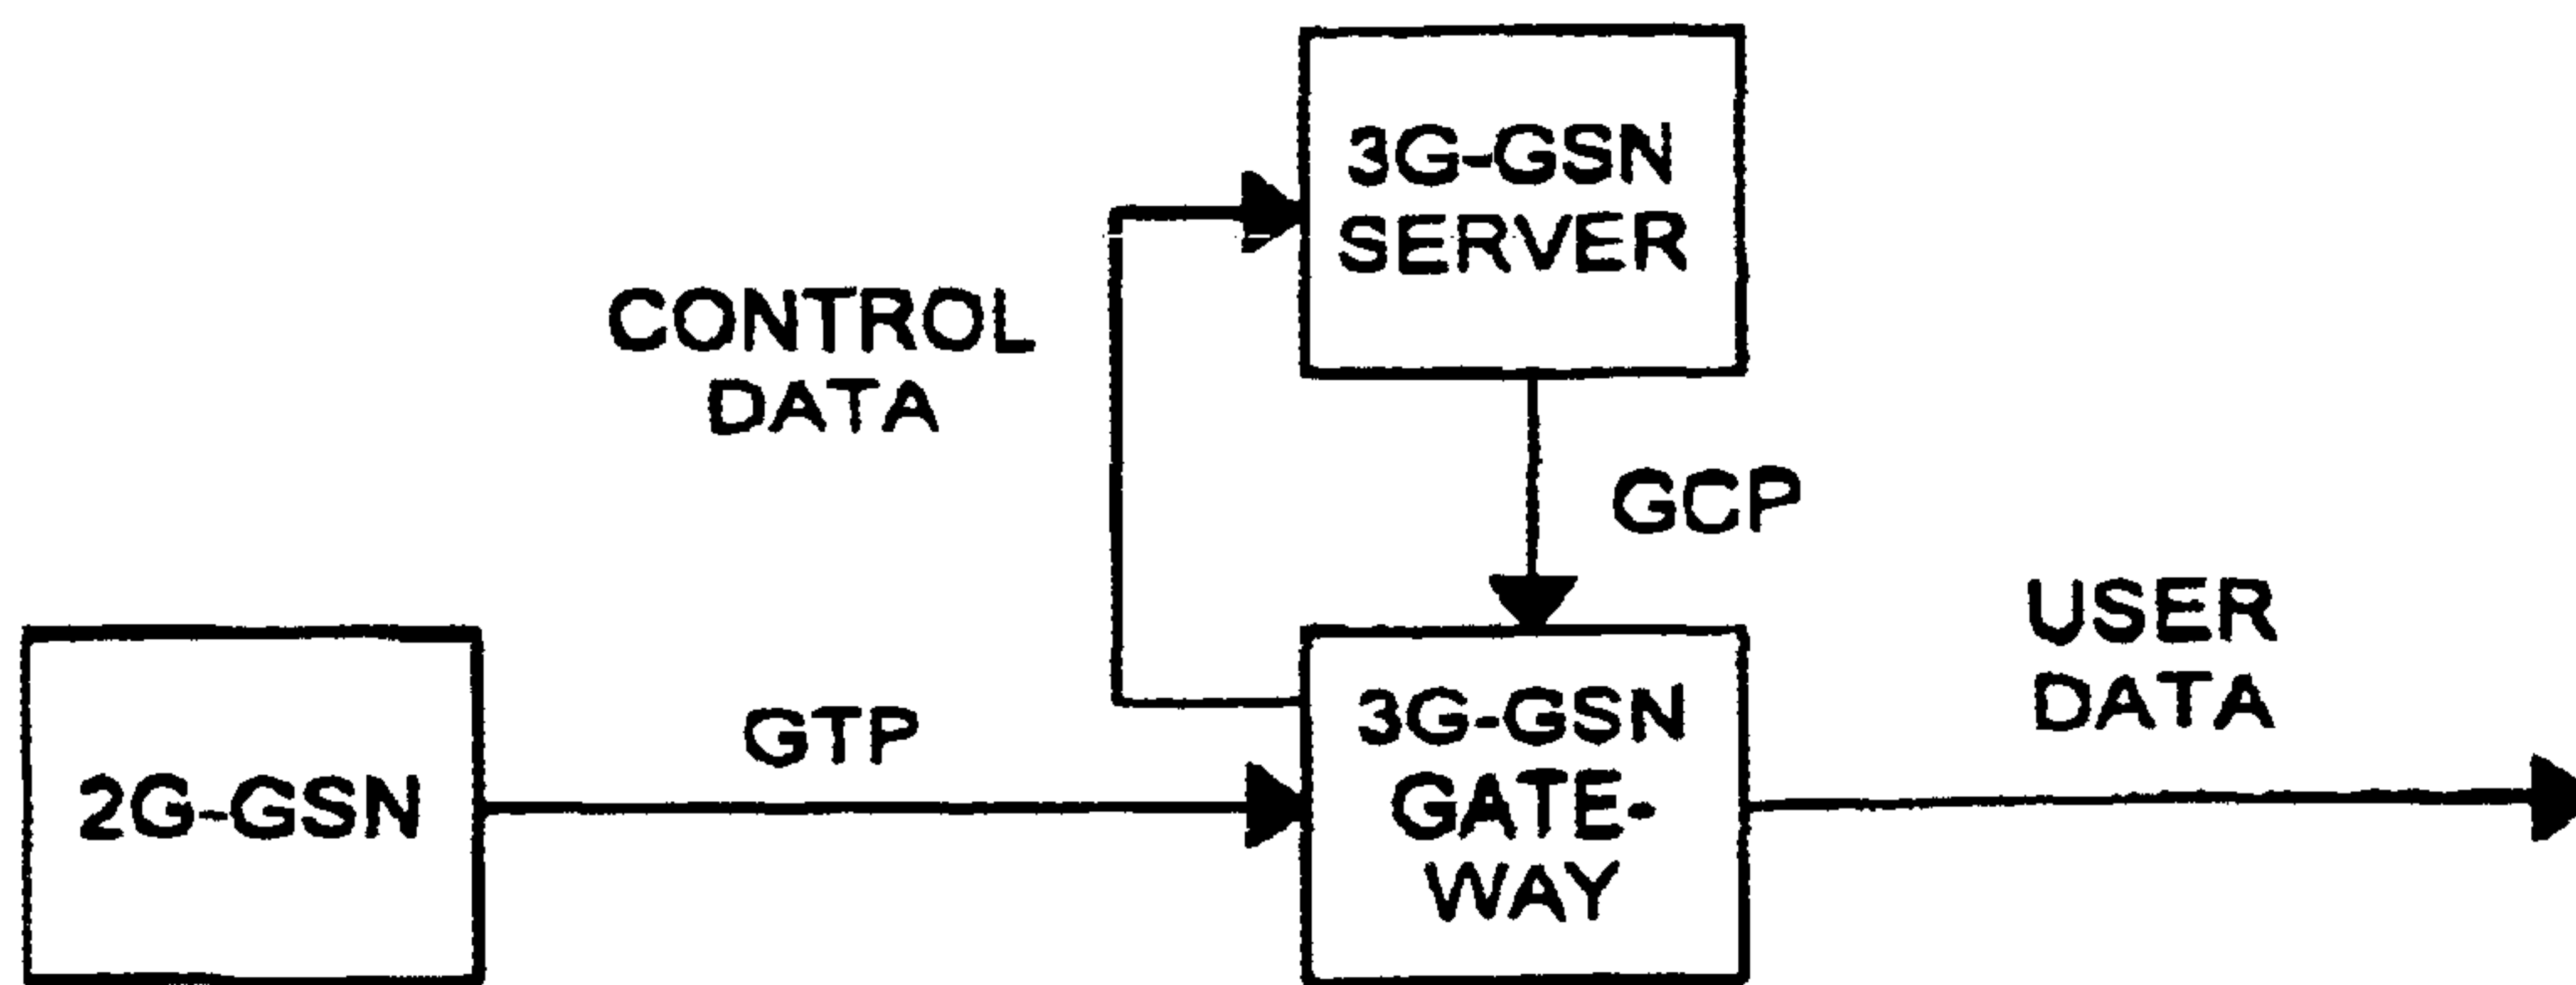 3G-GSN
SERVER
CONTROL
DATA
GCP
USER
DATA
GTP
2G-GSN
3G-GSN
GATE-
WAY